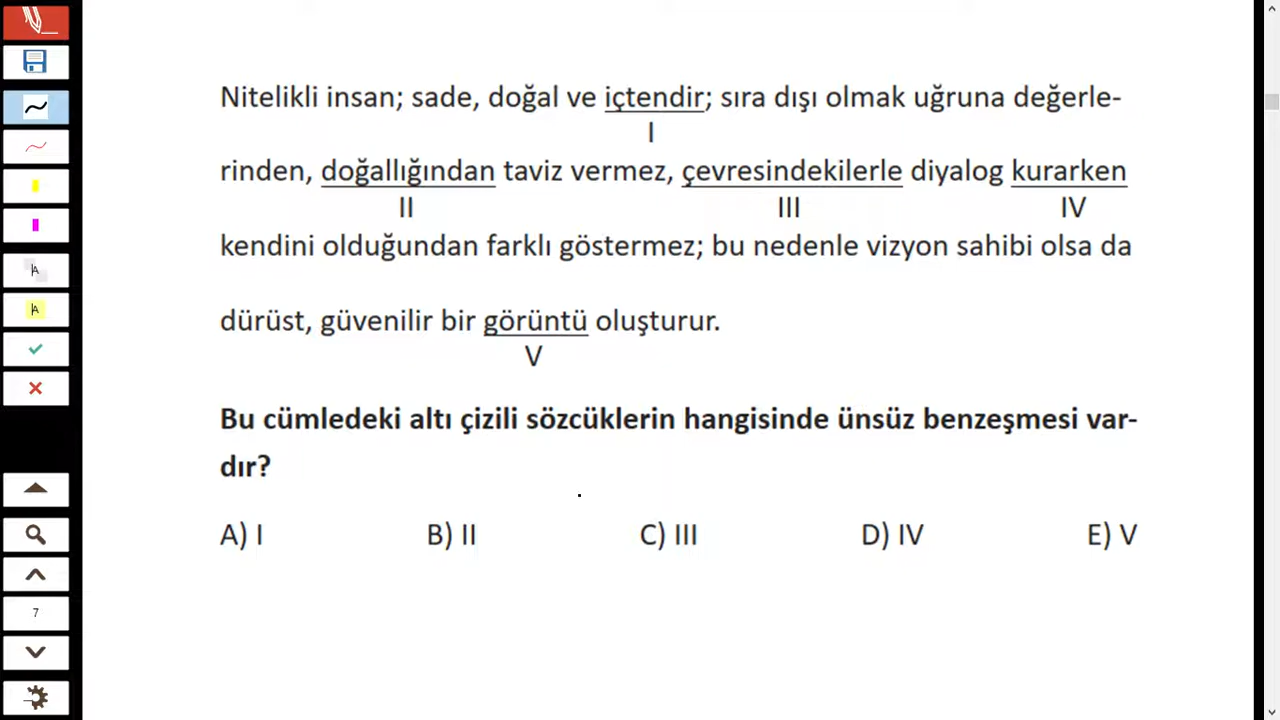 Nitelikli insan; sade, doğal ve içtendir; sıra dışı olmak uğruna değerle-
I
rinden, doğallığından taviz vermez, çevresindekilerle diyalog kurarken
II III IV
kendini olduğundan farklı göstermez; bu nedenle vizyon sahibi olsa da
dürüst, güvenilir bir görüntü oluşturur.
V
Bu cümledeki altı çizili sözcüklerin hangisinde ünsüz benzeşmesi var-
dır?
A) I B) II C) III D) IV E) V
A
A
7